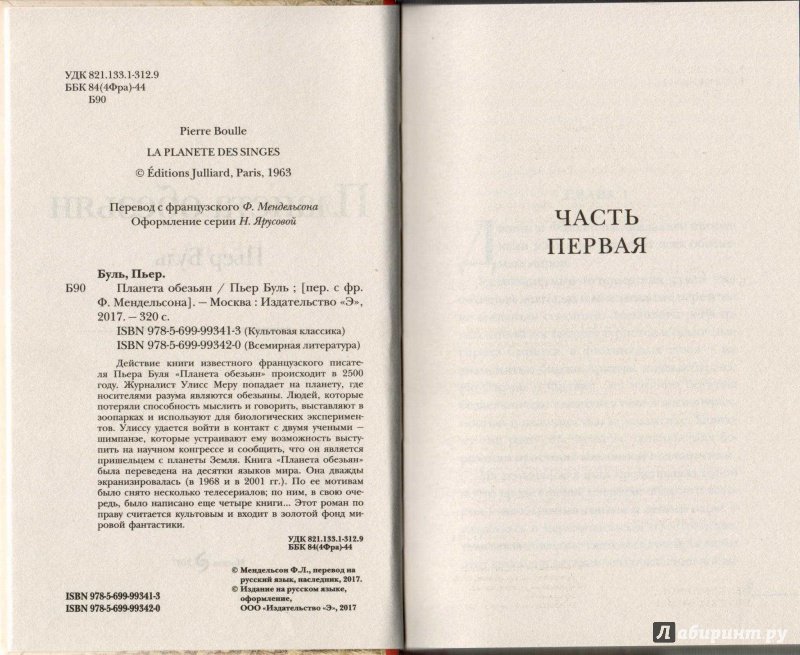 УДК 821.133.1-312.9
ББК 84(4Фра)-44
Б90
Pierre Boulle
LA PLANETE DES SINGES
© Éditions Julliard, Paris, 1963
Перевод с французского Ф. Мендельсона
Оформление серии Н. Ярусовой
Буль, Пьер.
Б90 Планета обезьян / Пьер Буль ; [пер. с фр.
Ф. Мендельсона]. — Москва : Издательство «Э»,
2017. — 320 с.
ISBN 978-5-699-99341-3 (Культовая классика)
ISBN 978-5-699-99342-0 (Всемирная литература)
Действие книги известного французского писате-
ля Пьера Буля «Планета обезьян» происходит в 2500
году. Журналист Улисс Меру попадает на планету, где
носителями разума являются обезьяны. Людей, которые
потеряли способность мыслить и говорить, выставляют в
зоопарках и используют для биологических эксперимен-
тов. Улиссу удается войти в контакт с двумя учеными —
шимпанзе, которые устраивают ему возможность высту-
пить на научном конгрессе и сообщить, что он является
пришельцем с планеты Земля. Книга «Планета обезьян»
была переведена на десятки языков мира. Она дважды
экранизировалась (в 1968 и в 2001 гг.). По ее мотивам
было снято несколько телесериалов; по ним, в свою оче-
редь, было написано еще четыре книги... Этот роман по
праву считается культовым и входит в золотой фонд ми-
ровой фантастики.
УДК 821.133.1-312.9
ББК 84(4Фра)-44
© Мендельсон Ф.Л., перевод на
русский язык, наследник, 2017.
© Издание на русском языке,
оформление,
ООО «Издательство «Э», 2017
ISBN 978-5-699-99341-3
ISBN 978-5-699-99342-0
ЧАСТЬ
ПЕРВАЯ
Лабиринт.ру